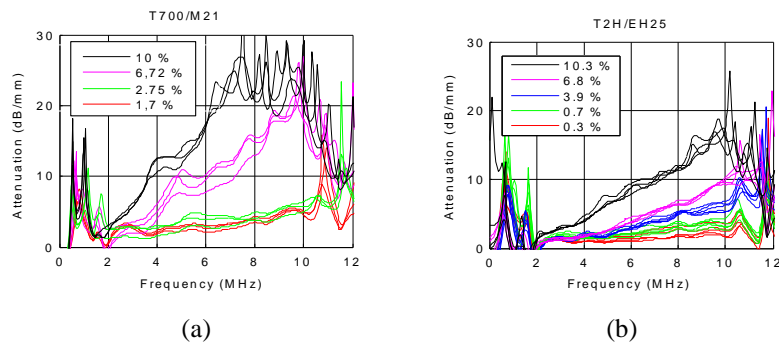 T700/M21
Attenuation (dB/mm)
30
20
10
0
10 %
6,72 %
2.75 %
1,7 %
0 2 4 6 8 10 12
Frequency (MHz)
(a)
T2H/EH25
Attenuation (dB/mm)
30
20
10
0
10.3 %
6.8 %
3.9 %
0.7 %
0.3 %
0 2 4 6 8 10 12
Frequency (MHz)
(b)